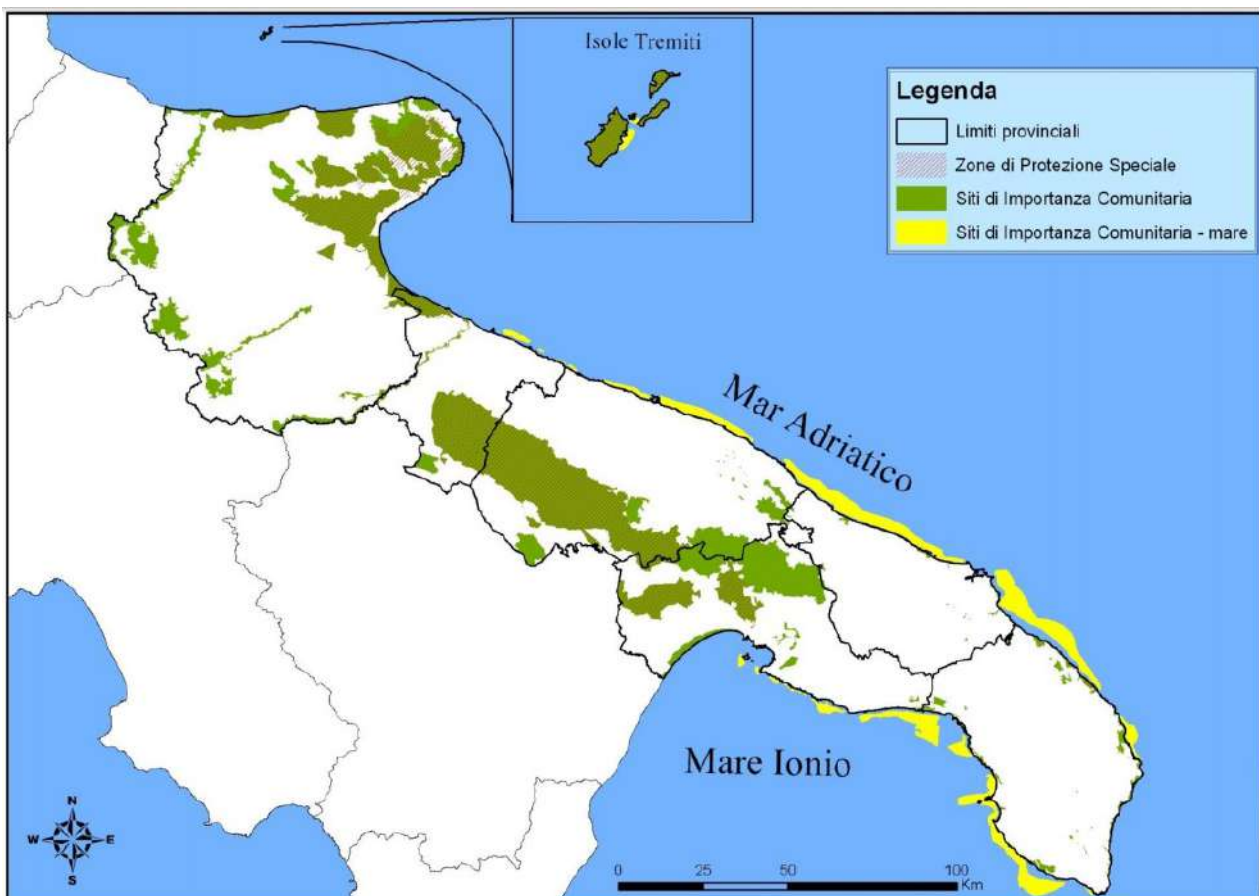 Isole Tremiti
Legenda
Limiti provinciali
Zone di Protezione Speciale
Siti di Importanza Comunitaria
Siti di Importanza Comunitaria - mare
Mar Adriatico
Mare Ionio
N
W E
S
0 25 50 100
Km